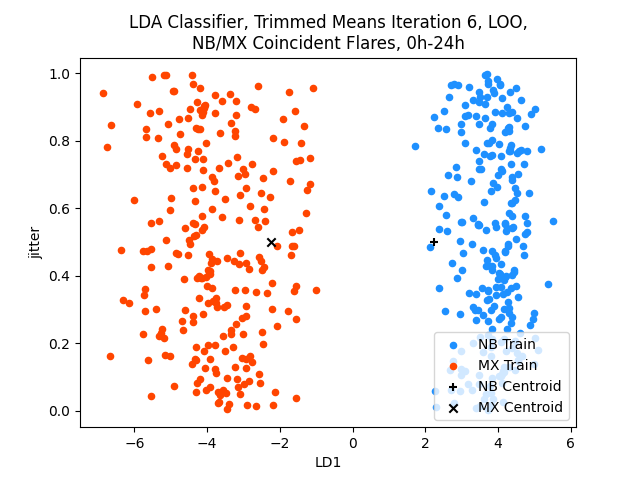 LDA Classifier, Trimmed Means Iteration 6, LOO,
NB/MX Coincident Flares, 0h-24h
1.0
0.8
0.6
0.4
0.2
0.0
jitter
−6
−4
−2
0
2
4
6
LD1
NB Train
MX Train
NB Centroid
MX Centroid